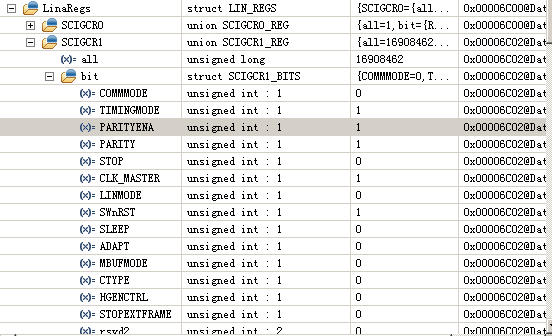 LinaRegs struct LIN_REGS {SCIGCR0={all... 0x00006C00@Dat
SCIGCR0 union SCIGCR0_REG {all=1,bit={R... 0x00006C00@Dat
SCIGCR1 union SCIGCR1_REG {all=16908462... 0x00006C02@Dat
(x)= all unsigned long 16908462 0x00006C02@Dat
bit struct SCIGCR1_BITS {COMMMODE=0,T... 0x00006C02@Dat
(x)= COMMMODE unsigned int : 1 0 0x00006C02@Dat
(x)= TIMINGMODE unsigned int : 1 1 0x00006C02@Dat
(x)= PARITYENA unsigned int : 1 1 0x00006C02@Dat
(x)= PARITY unsigned int : 1 1 0x00006C02@Dat
(x)= STOP unsigned int : 1 0 0x00006C02@Dat
(x)= CLK_MASTER unsigned int : 1 1 0x00006C02@Dat
(x)= LINMODE unsigned int : 1 0 0x00006C02@Dat
(x)= SWnRST unsigned int : 1 1 0x00006C02@Dat
(x)= SLEEP unsigned int : 1 0 0x00006C02@Dat
(x)= ADAPT unsigned int : 1 0 0x00006C02@Dat
(x)= MBUFMODE unsigned int : 1 0 0x00006C02@Dat
(x)= CTYPE unsigned int : 1 0 0x00006C02@Dat
(x)= HGENCTRL unsigned int : 1 0 0x00006C02@Dat
(x)= STOPEXTFRAME unsigned int : 1 0 0x00006C02@Dat
(x)= rsvd2 unsigned int : 2 0 0x00006C02@Dat